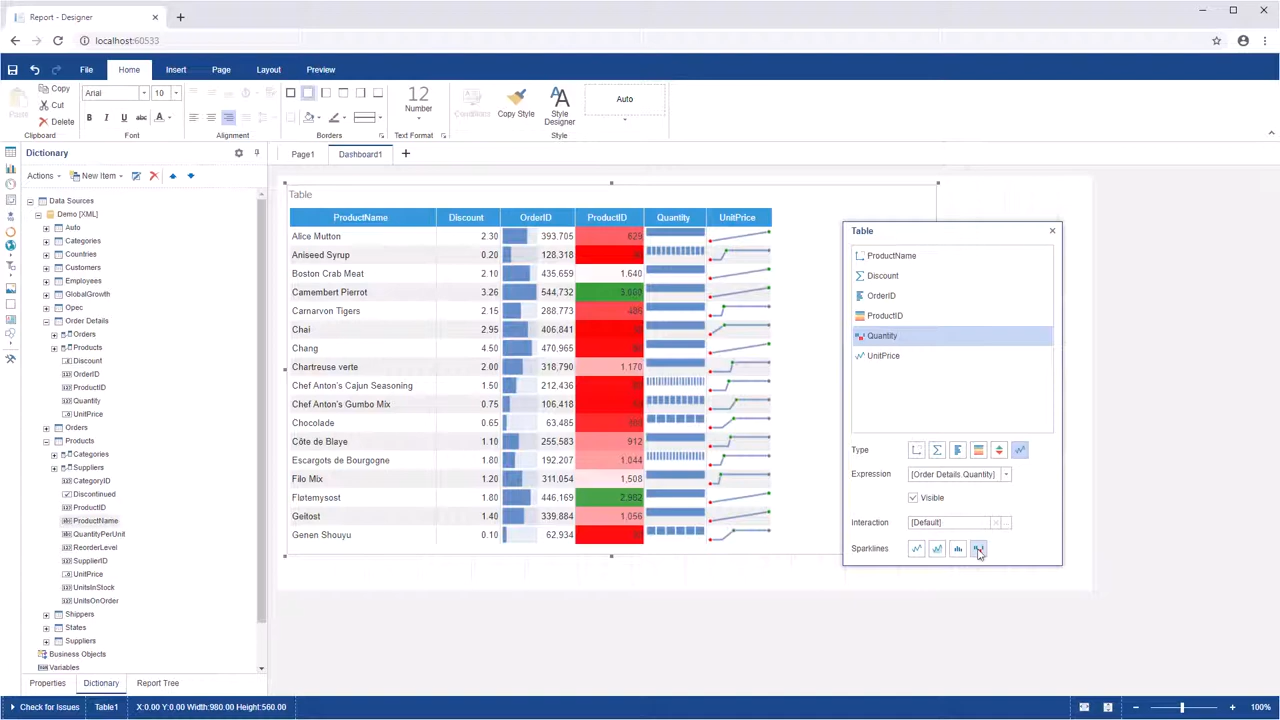 Report - Designer
localhost:60533
File Home Insert Page Layout Preview
Paste
Copy
Cut
Delete
Clipboard
Arial 10
B I U abc A
Font
Alignment
Borders
12
Number
Text Format
Conditions
Copy Style
Style
Designer
Auto
Style
Dictionary
Actions New Item
Data Sources
Demo [XML]
Auto
Categories
Countries
Customers
Employees
GlobalGrowth
Opec
Order Details
Orders
Products
Discount
OrderID
ProductID
Quantity
UnitPrice
Orders
Products
Categories
Suppliers
CategoryID
Discontinued
ProductID
ProductName
QuantityPerUnit
ReorderLevel
SupplierID
UnitPrice
UnitsInStock
UnitsOnOrder
Shippers
States
Suppliers
Business Objects
Variables
Properties Dictionary Report Tree
Page1 Dashboard1
Table
ProductName Discount OrderID ProductID Quantity UnitPrice
Alice Mutton 2.30 393,705 629
Aniseed Syrup 0.20 128,318
Boston Crab Meat 2.10 435,659 1,640
Camembert Pierrot 3.26 544,732 3,060
Carnarvon Tigers 2.15 288,773 486
Chai 2.95 406,841
Chang 4.50 470,965
Chartreuse verte 2.00 318,790 1,170
Chef Anton's Cajun Seasoning 1.50 212,436
Chef Anton's Gumbo Mix 0.75 106,418
Chocolade 0.65 63,485
Côte de Blaye 1.10 255,583 912
Escargots de Bourgogne 1.80 192,207 1,044
Filo Mix 1.20 311,054 1,508
Fløtemysost 1.80 446,169 2,982
Geitost 1.40 339,884 1,056
Genen Shouyu 0.10 62,934
Table
ProductName
Discount
OrderID
ProductID
Quantity
UnitPrice
Type
Expression [Order Details.Quantity]
Visible
Interaction [Default]
Sparklines
Check for Issues Table1 X:0.00 Y:0.00 Width:980.00 Height:560.00 100%